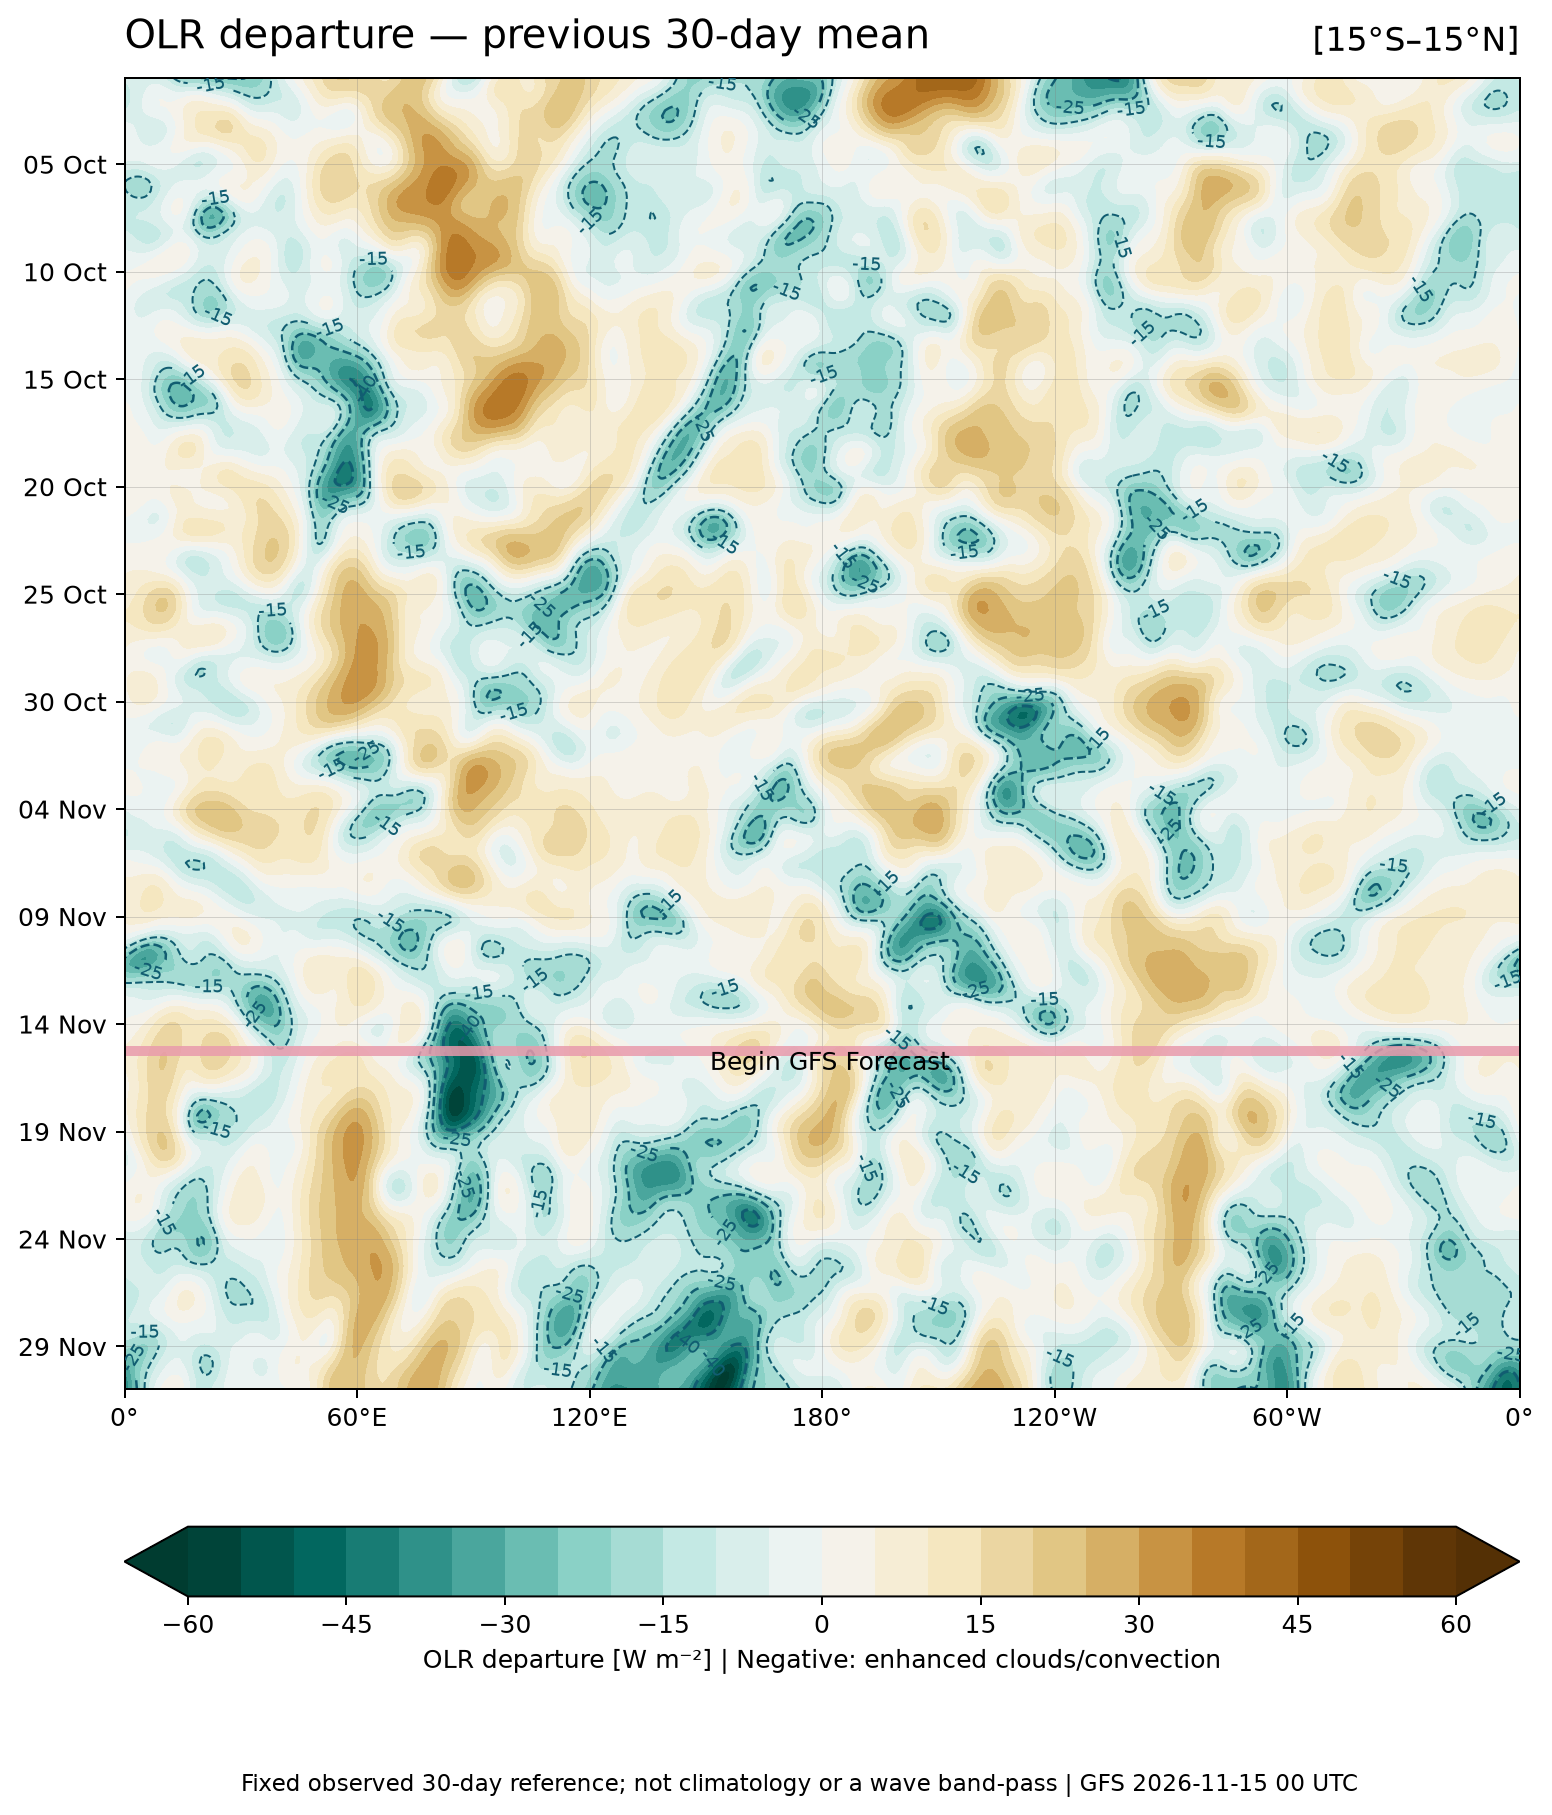 OLR departure — previous 30-day mean
[15°S–15°N]
05 Oct
10 Oct
15 Oct
20 Oct
25 Oct
30 Oct
04 Nov
09 Nov
14 Nov
19 Nov
24 Nov
29 Nov
Begin GFS Forecast
0°
60°E
120°E
180°
120°W
60°W
0°
−60
−45
−30
−15
0
15
30
45
60
OLR departure [W m⁻²] | Negative: enhanced clouds/convection
Fixed observed 30-day reference; not climatology or a wave band-pass | GFS 2026-11-15 00 UTC